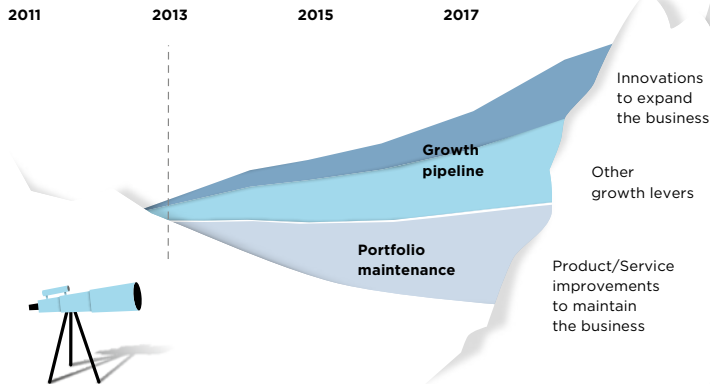 2011 2013 2015 2017
Innovations
to expand
the business
Growth
pipeline
Other
growth levers
Portfolio
maintenance
Product/Service
improvements
to maintain
the business